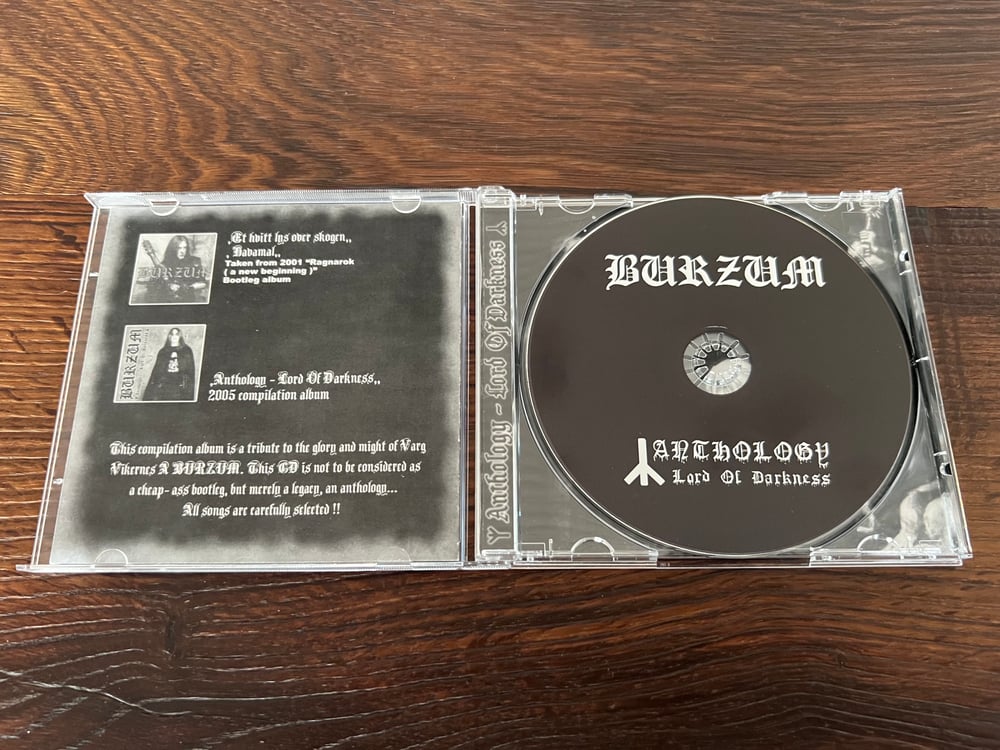 „Et hvitt lys over skogen„
„Havamal„
Taken from 2001 “Ragnarok
( a new beginning )”
Bootleg album
BURZUM
BURZUM
„Anthology - Lord Of Darkness„
2005 compilation album
This compilation album is a tribute to the glory and might of Varg
Vikernes & BURZUM. This CD is not to be considered as
a cheap- ass bootleg, but merely a legacy, an anthology...
All songs are carefully selected !!
Anthology - Lord Of Darkness
BURZUM
ANTHOLOGY
Lord Of Darkness